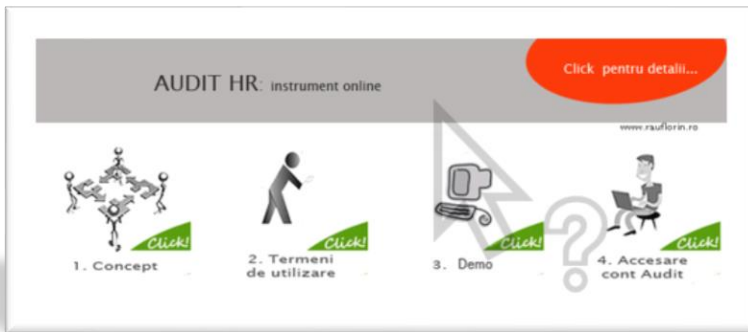 AUDIT HR: instrument online
Click pentru detalii...
www.rauflorin.ro
Click!
1. Concept
Click!
2. Termeni
de utilizare
Click!
3. Demo
?
Click!
4. Accesare
cont Audit